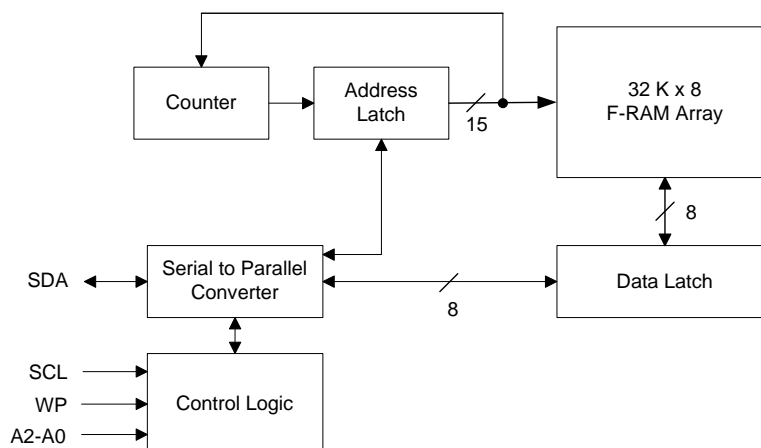 Counter
Address
Latch
15
32 K x 8
F-RAM Array
8
SDA
Serial to Parallel
Converter
8
Data Latch
SCL
WP
A2-A0
Control Logic